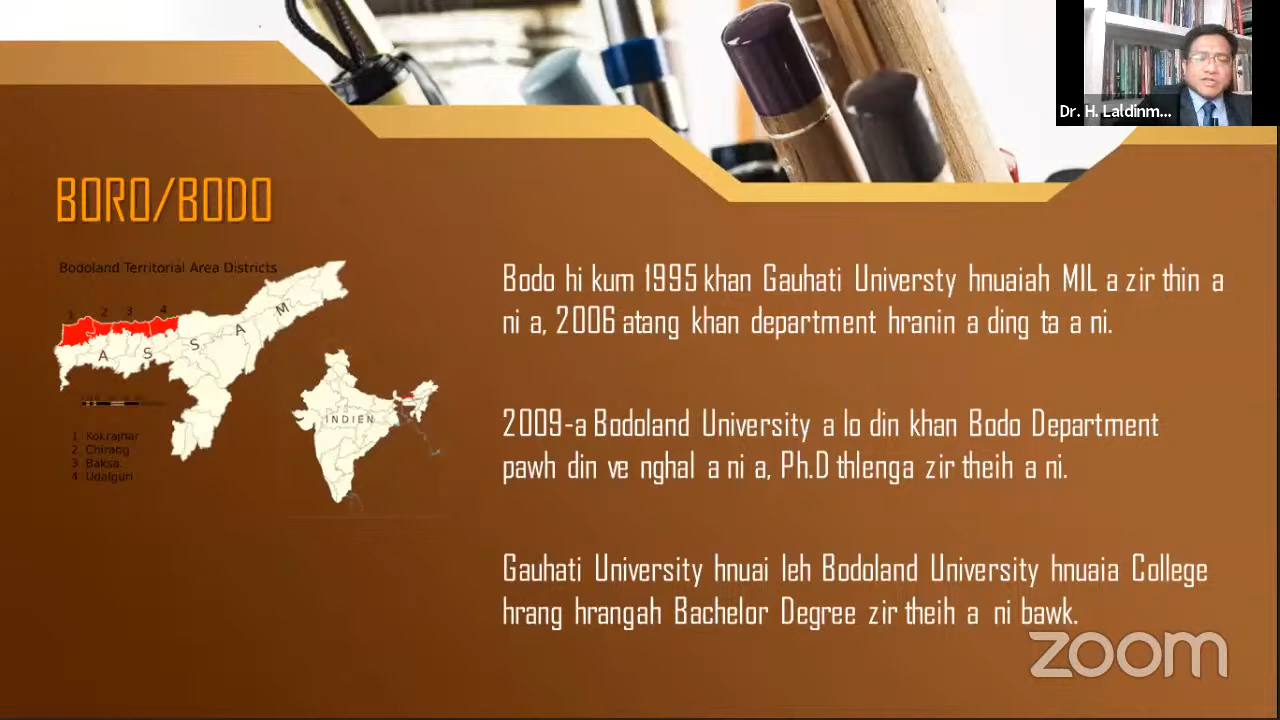 Dr. H. Laldinm...
BORO/BODO
Bodoland Territorial Area Districts
1 2 3 4
A S S A M
INDIEN
1 Kokrajhar
2 Chirang
3 Baksa
4 Udalguri
Bodo hi kum 1995 khan Gauhati Universty hnuaiah MIL a zir thin a
ni a, 2006 atang khan department hranin a ding ta a ni.
2009-a Bodoland University a lo din khan Bodo Department
pawh din ve nghal a ni a, Ph.D thlenga zir theih a ni.
Gauhati University hnuai leh Bodoland University hnuaia College
hrang hrangah Bachelor Degree zir theih a ni bawk.
zoom